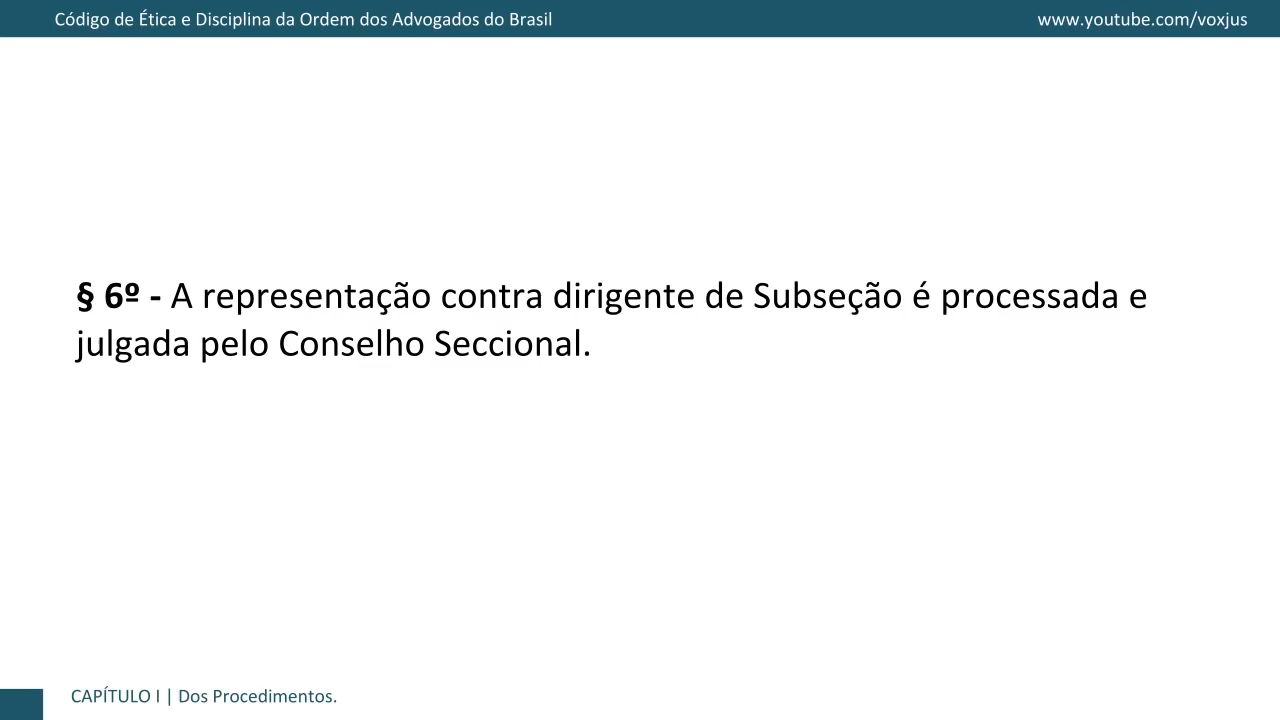 Código de Ética e Disciplina da Ordem dos Advogados do Brasil
www.youtube.com/voxjus
§ 6º - A representação contra dirigente de Subseção é processada e
julgada pelo Conselho Seccional.
CAPÍTULO I | Dos Procedimentos.